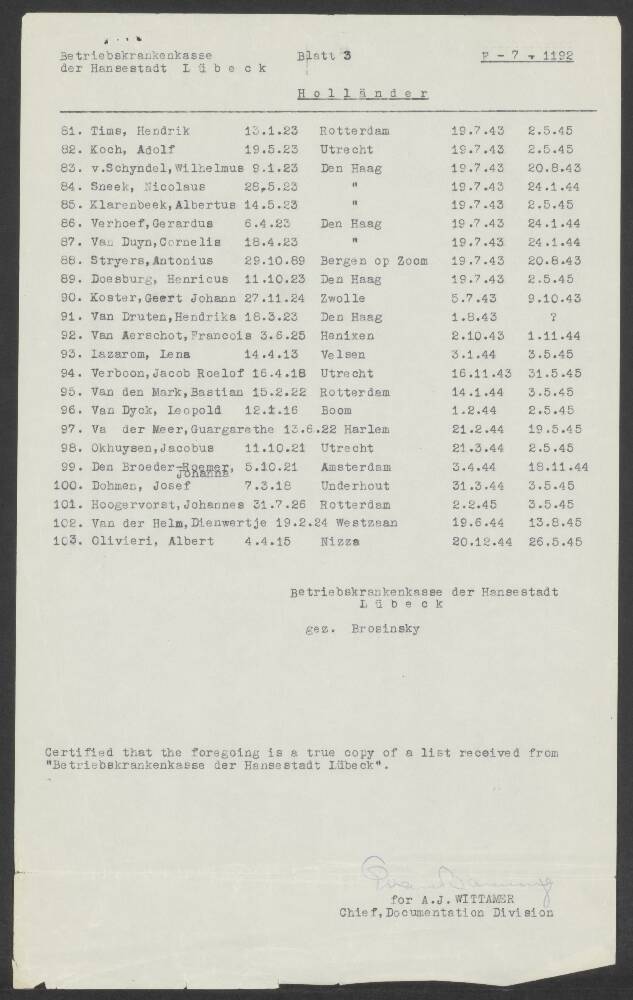 Betriebskrankenkasse Blatt 3 F - 7 - 1192
der Hansestadt L ü b e c k
H o l l ä n d e r
81. Tims, Hendrik 13.1.23 Rotterdam 19.7.43 2.5.45
82. Koch, Adolf 19.5.23 Utrecht 19.7.43 2.5.45
83. v.Schyndel,Wilhelmus 9.1.23 Den Haag 19.7.43 20.8.43
84. Sneek, Nicolaus 28.5.23 " 19.7.43 24.1.44
85. Klarenbeek,Albertus 14.5.23 " 19.7.43 2.5.45
86. Verhoef,Gerardus 6.4.23 Den Haag 19.7.43 24.1.44
87. Van Duyn,Cornelis 18.4.23 " 19.7.43 24.1.44
88. Stryers,Antonius 29.10.89 Bergen op Zoom 19.7.43 20.8.43
89. Doesburg, Henricus 11.10.23 Den Haag 19.7.43 2.5.45
90. Koster,Geert Johann 27.11.24 Zwolle 5.7.43 9.10.43
91. Van Druten,Hendrika 18.3.23 Den Haag 1.8.43 ?
92. Van Aerschot,Francois 3.6.25 Henixen 2.10.43 1.11.44
93. Lazarom, Lena 14.4.13 Velsen 3.1.44 3.5.45
94. Verboon,Jacob Roelof 16.4.18 Utrecht 16.11.43 31.5.45
95. Van den Mark,Bastian 15.2.22 Rotterdam 14.1.44 3.5.45
96. Van Dyck, Leopold 12.1.16 Boom 1.2.44 2.5.45
97. Va der Meer,Guargarethe 13.6.22 Harlem 21.2.44 19.5.45
98. Okhuysen,Jacobus 11.10.21 Utrecht 21.3.44 2.5.45
99. Den Broeder-Roemer, 5.10.21 Amsterdam 3.4.44 18.11.44
Johanna
100. Bohmen, Josef 7.3.18 Underhout 31.3.44 3.5.45
101. Hoogervorst,Johannes 31.7.26 Rotterdam 2.2.45 3.5.45
102. Van der Helm,Dienwertje 19.2.24 Westzaan 19.6.44 13.8.45
103. Olivieri, Albert 4.4.15 Nizza 20.12.44 26.5.45
Betriebskrankenkasse der Hansestadt
L ü b e c k
gez. Brosinsky
Certified that the foregoing is a true copy of a list received from
"Betriebskrankenkasse der Hansestadt Lübeck".
for A.J.WITTAMER
Chief,Documentation Division